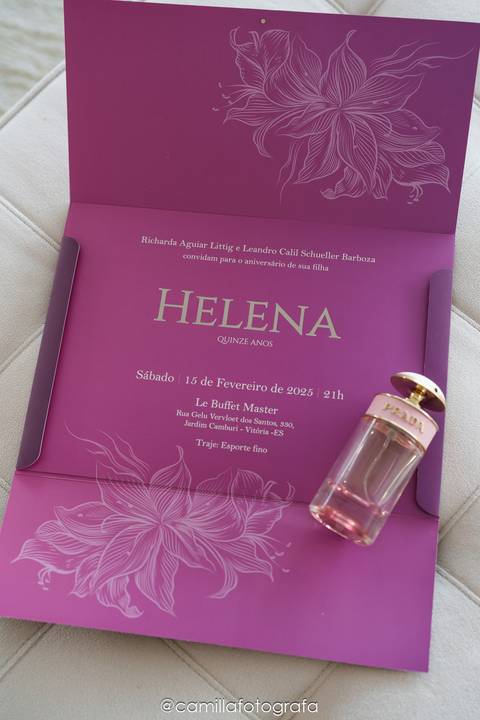 Richarda Aguiar Littig e Leandro Calil Schueller Barboza
convidam para o aniversário de sua filha
HELENA
QUINZE ANOS
Sábado | 15 de Fevereiro de 2025 | 21h
Le Buffet Master
Rua Gelu Vervloet dos Santos, 330,
Jardim Camburi - Vitória -ES
Traje: Esporte fino
PRADA
@camillafotografa